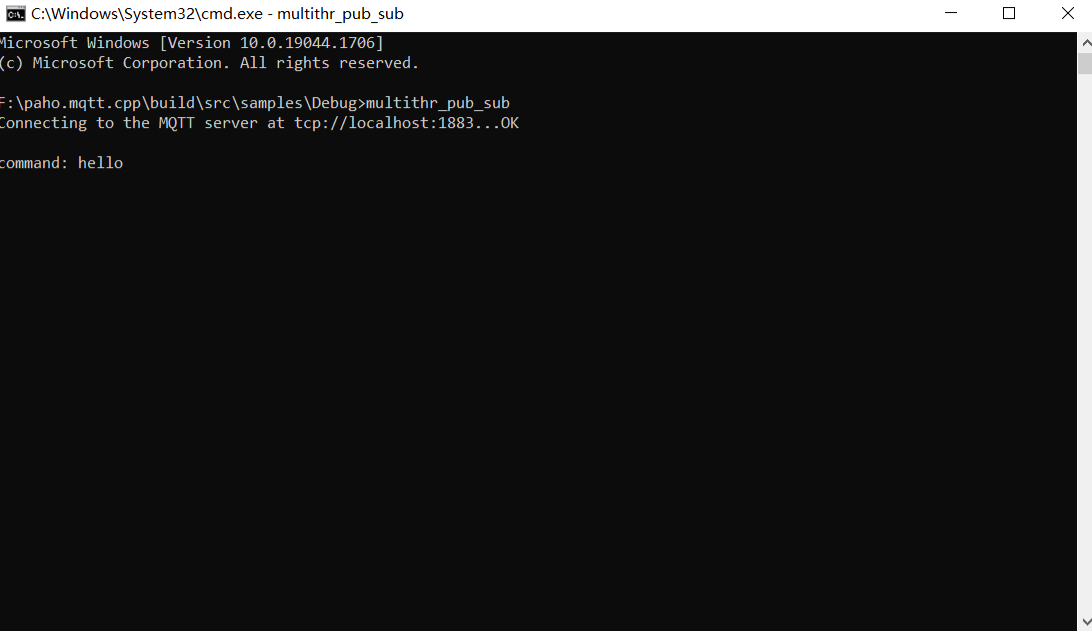 C:\Windows\System32\cmd.exe - multithr_pub_sub
Microsoft Windows [Version 10.0.19044.1706]
(c) Microsoft Corporation. All rights reserved.
F:\paho.mqtt.cpp\build\src\samples\Debug>multithr_pub_sub
Connecting to the MQTT server at tcp://localhost:1883...OK
command: hello